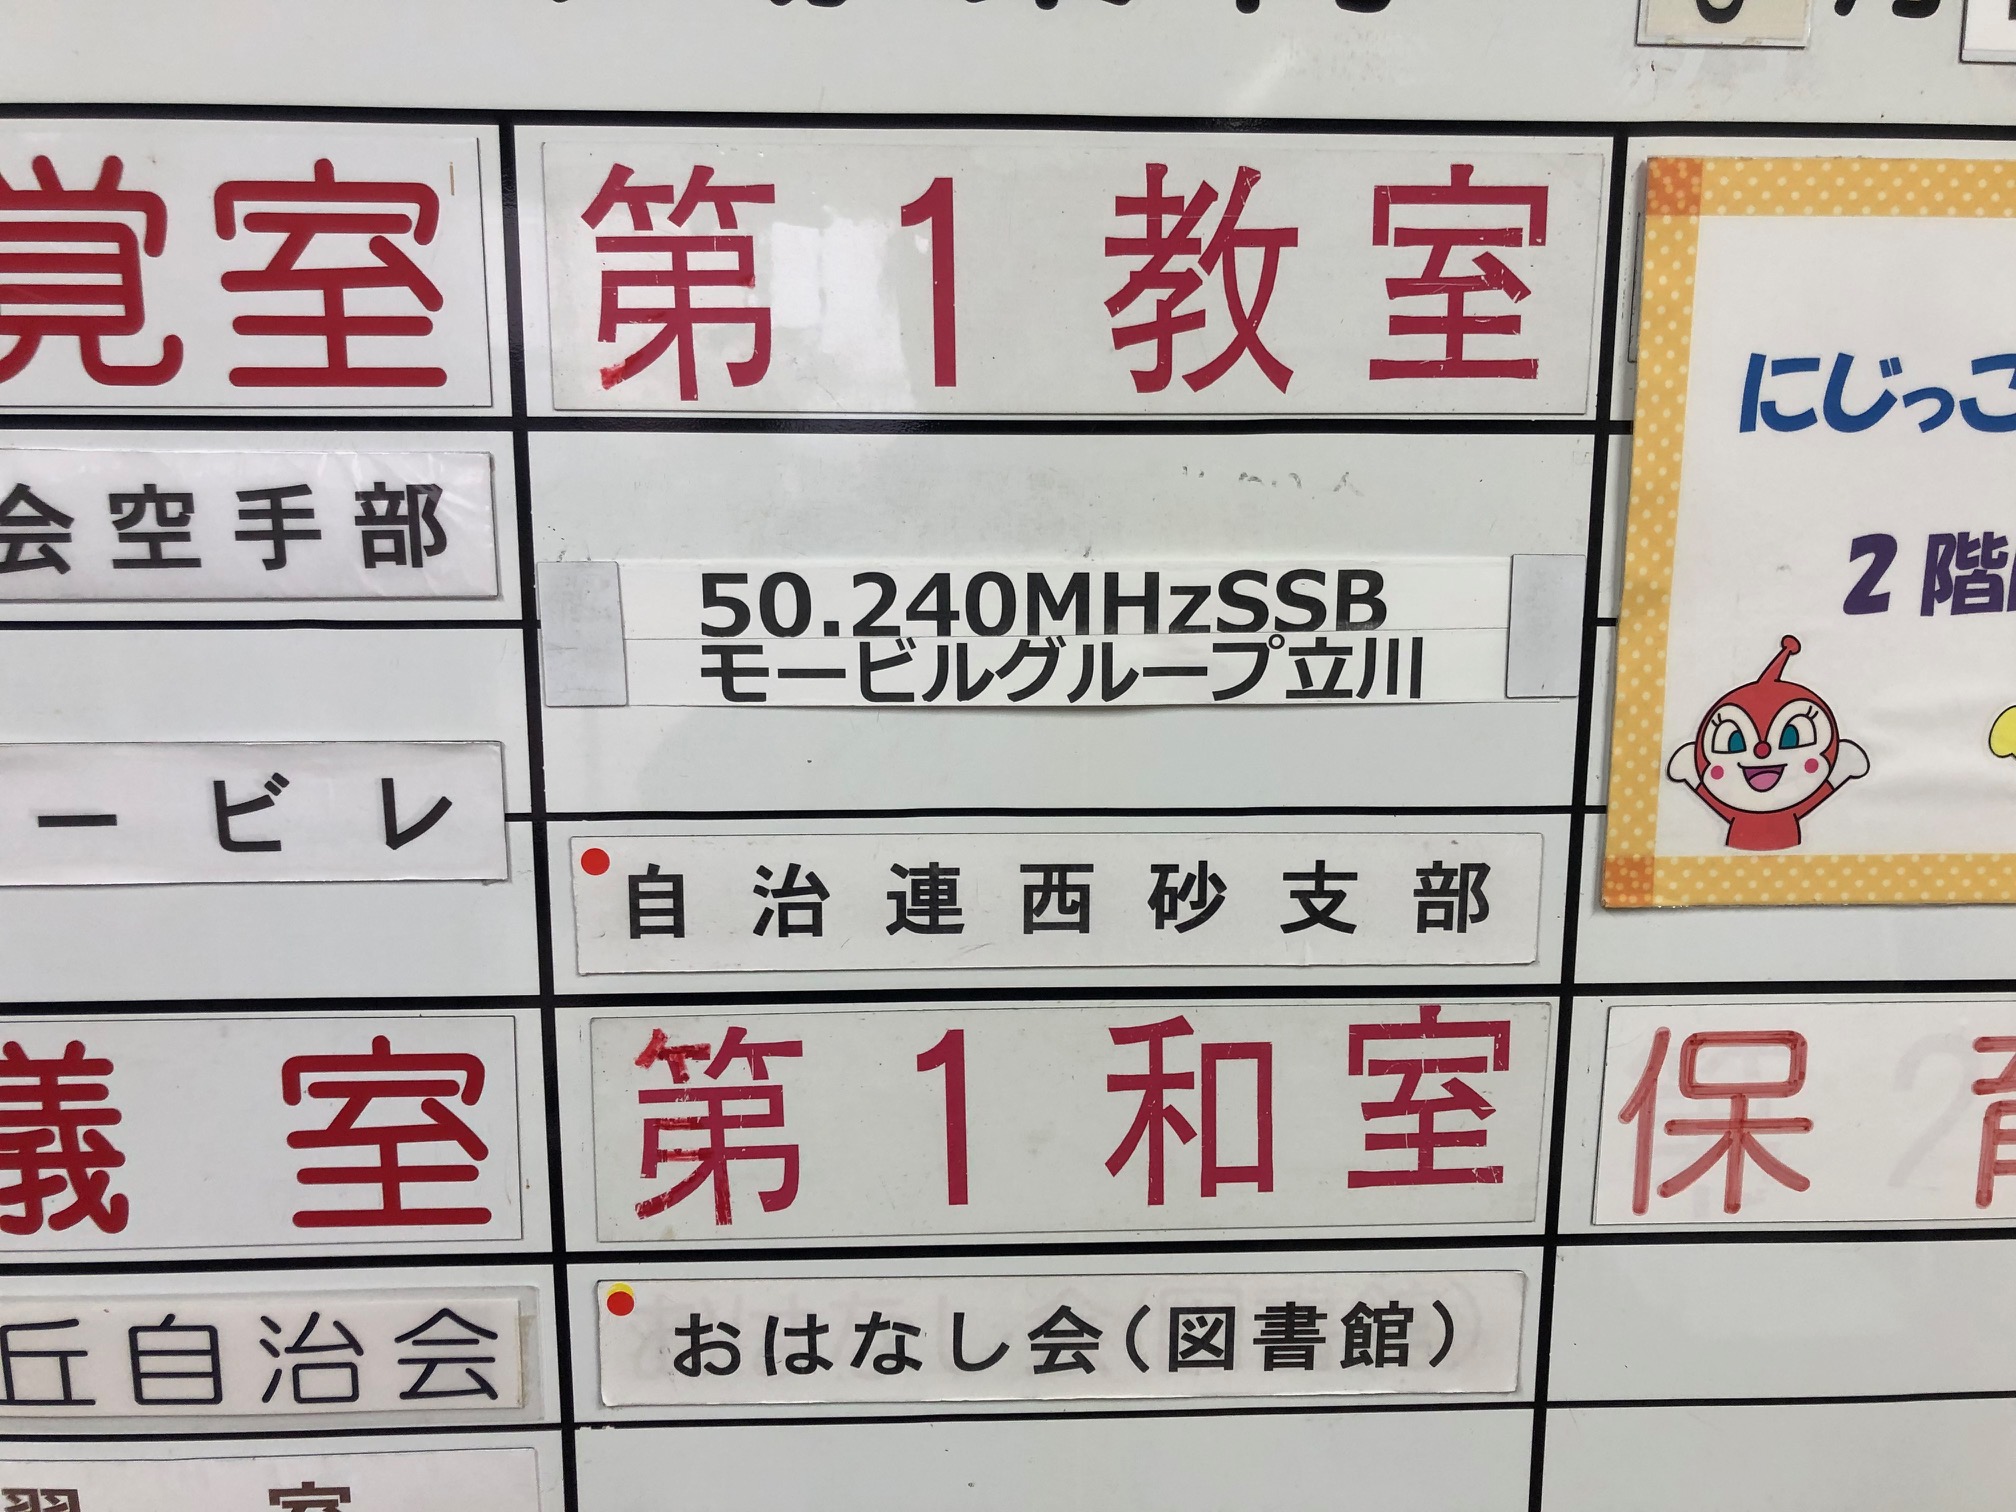 覚室
第1教室
にじっこ
会空手部
2階
50.240MHzSSB
モービルグループ立川
ービレ
自治連西砂支部
儀室
第1和室
保育
丘自治会
おはなし会(図書館)